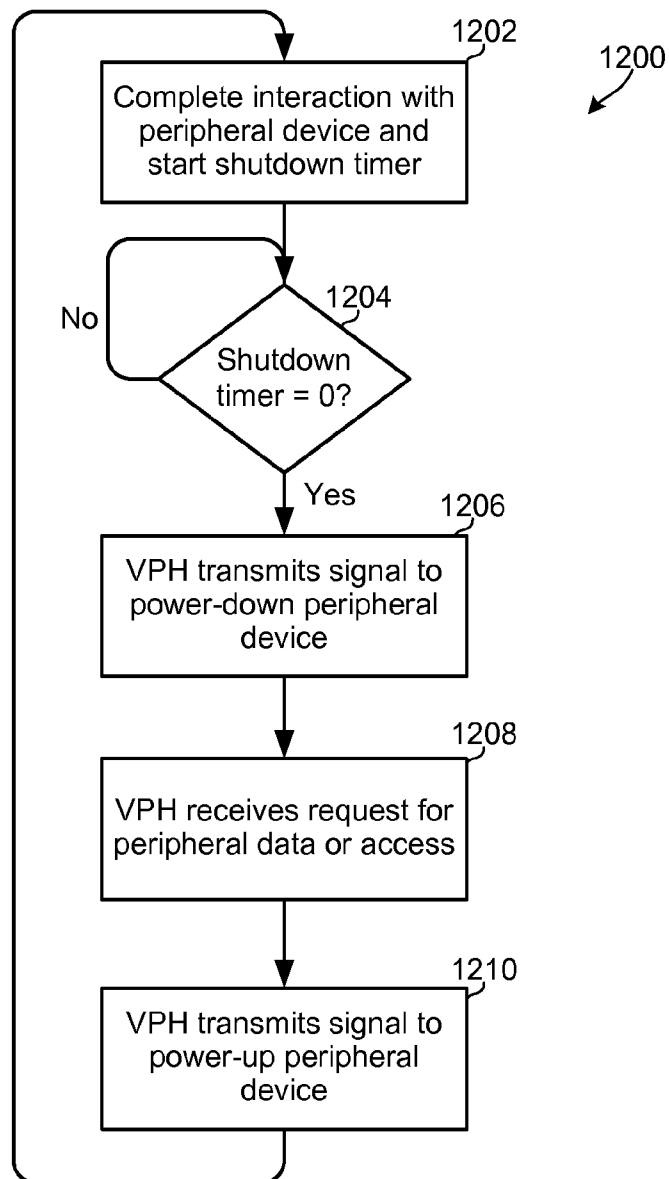 1202
1200
Complete interaction with
peripheral device and
start shutdown timer
1204
No
Shutdown
timer = 0?
Yes
1206
VPH transmits signal to
power-down peripheral
device
1208
VPH receives request for
peripheral data or access
1210
VPH transmits signal to
power-up peripheral
device